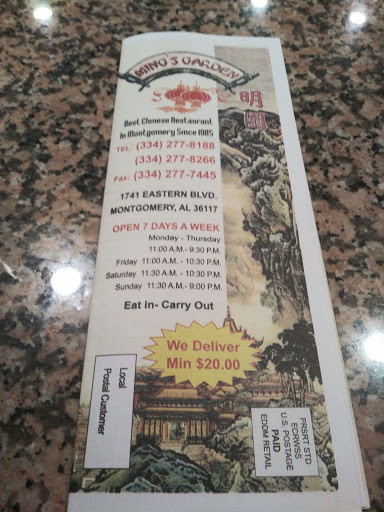 MING'S GARDEN
明
園
Best Chinese Restaurant
In Montgomery Since 1985
TEL: (334) 277-8188
(334) 277-8266
Fax: (334) 277-7445
1741 EASTERN BLVD.
MONTGOMERY, AL 36117
OPEN 7 DAYS A WEEK
Monday - Thursday
11:00 A.M. - 9:30 P.M.
Friday 11:00 A.M. - 10:30 P.M.
Saturday 11:30 A.M. - 10:30 P.M.
Sunday 11:30 A.M. - 9:00 P.M.
Eat In- Carry Out
We Deliver
Min $20.00
Local
Postal Customer
PRSRT STD
ECRWSS
U.S. POSTAGE
PAID
EDDM RETAIL